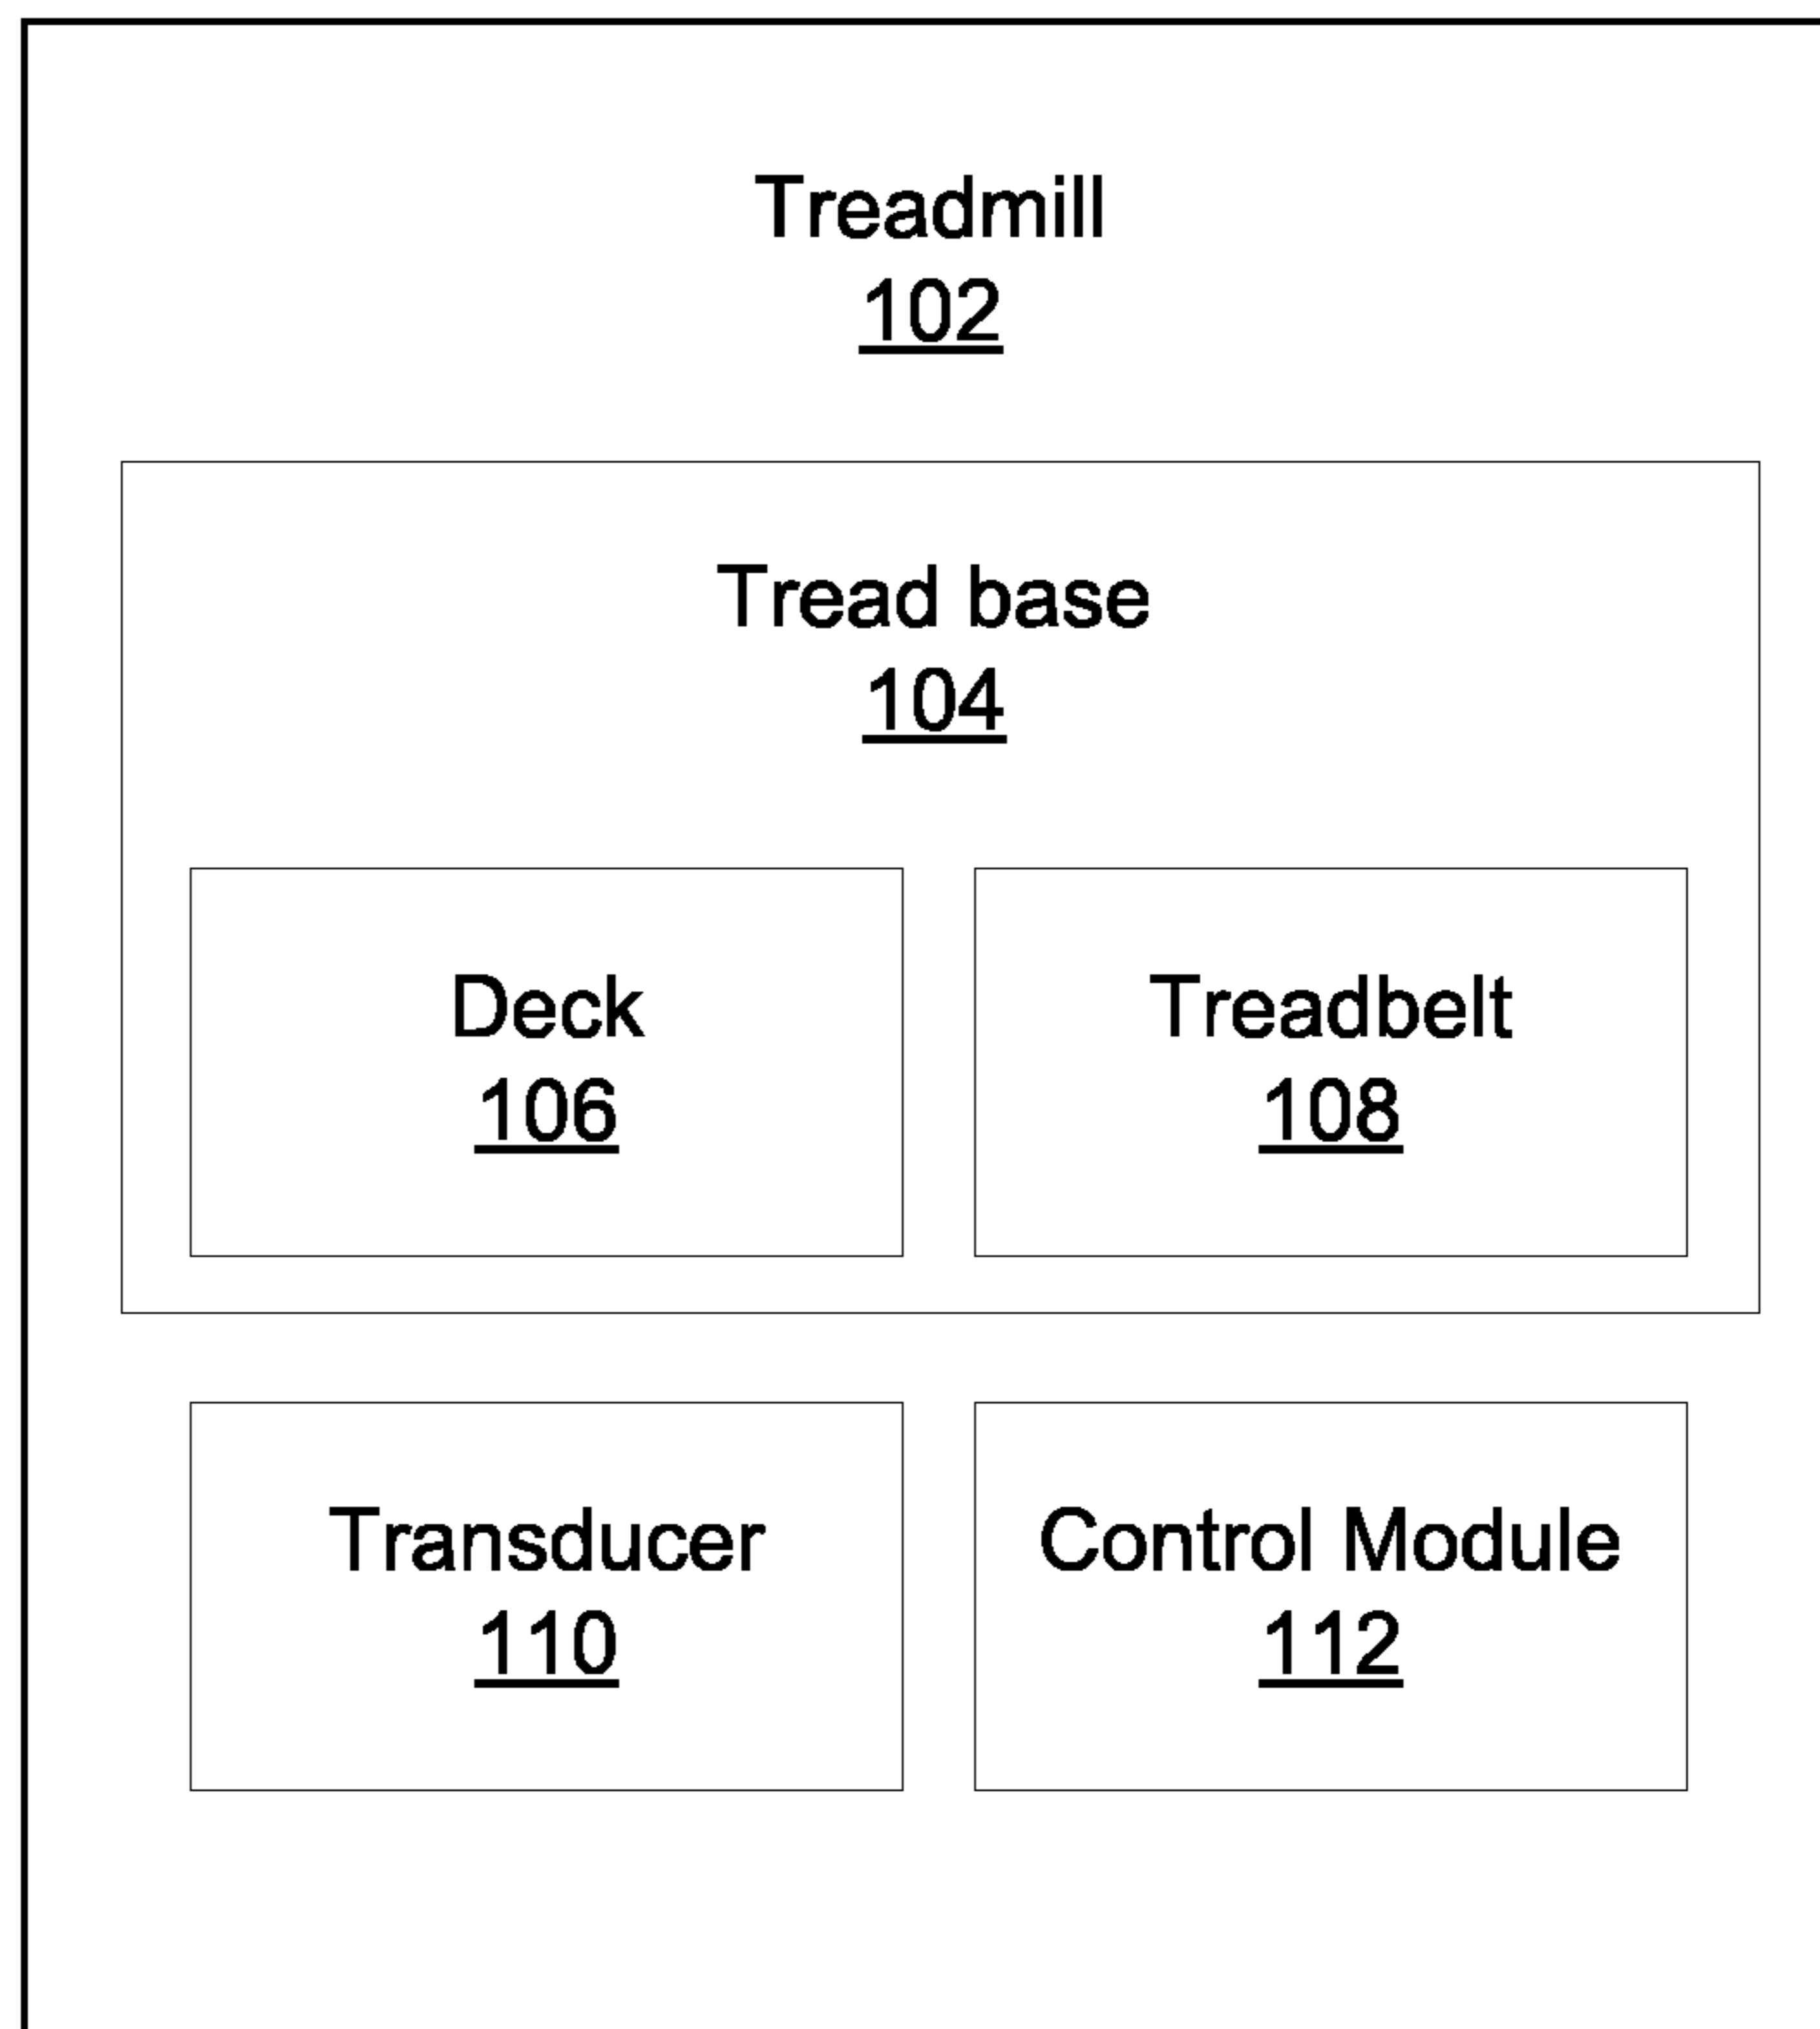 Treadmill
102
Tread base
104
Deck
106
Treadbelt
108
Transducer
110
Control Module
112